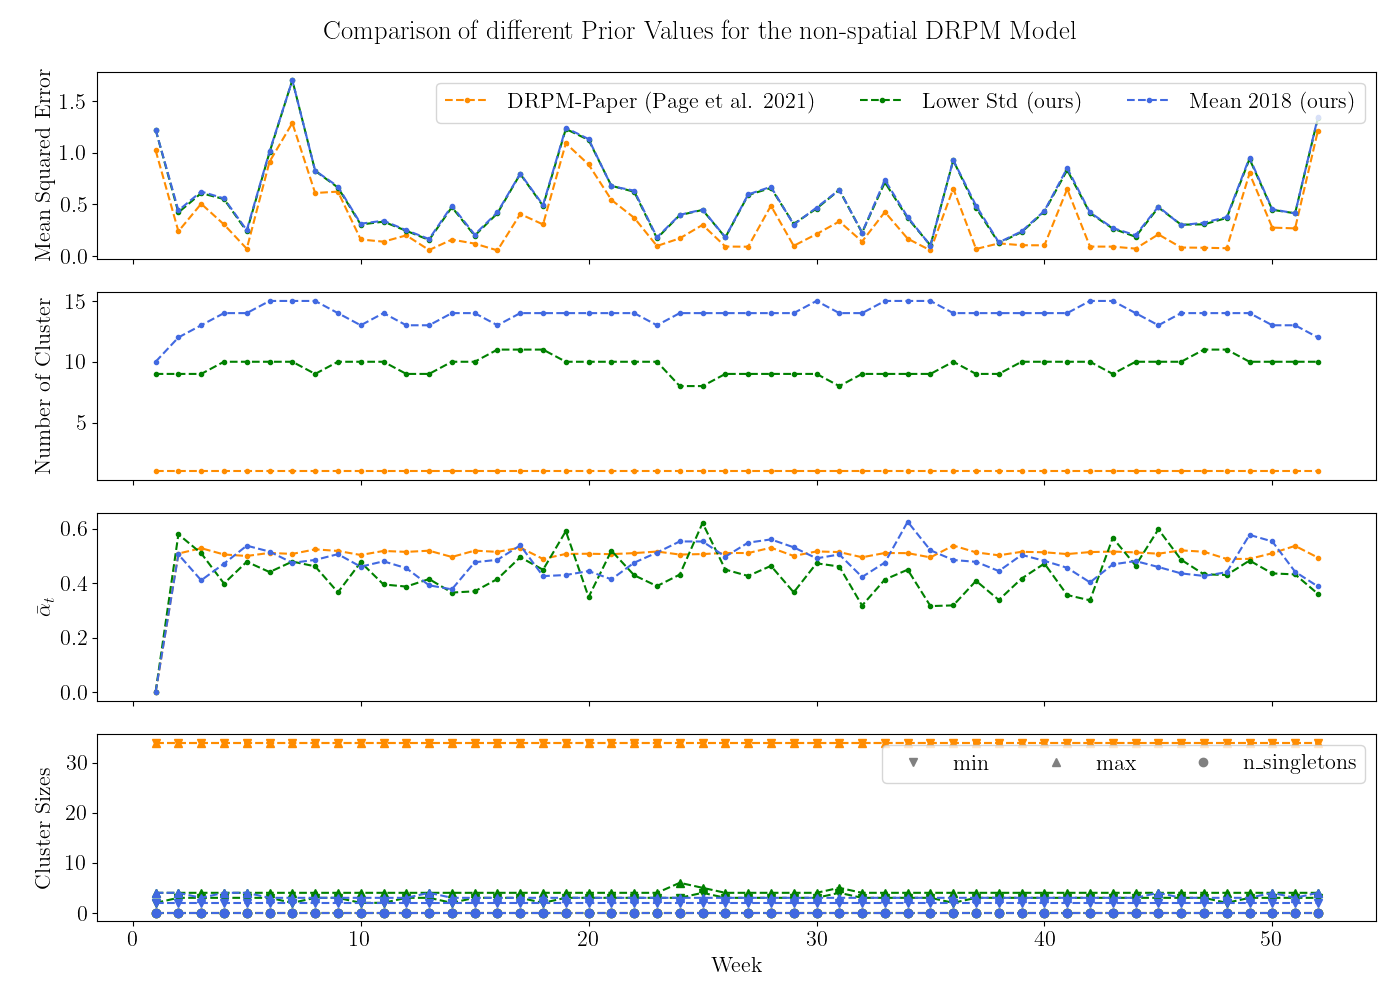 Comparison of different Prior Values for the non-spatial DRPM Model
Mean Squared Error
1.5
1.0
0.5
0.0
DRPM-Paper (Page et al. 2021)
Lower Std (ours)
Mean 2018 (ours)
Number of Cluster
15
10
5
ᾱ_t
0.6
0.4
0.2
0.0
Cluster Sizes
30
20
10
0
min
max
n_singletons
0 10 20 30 40 50
Week